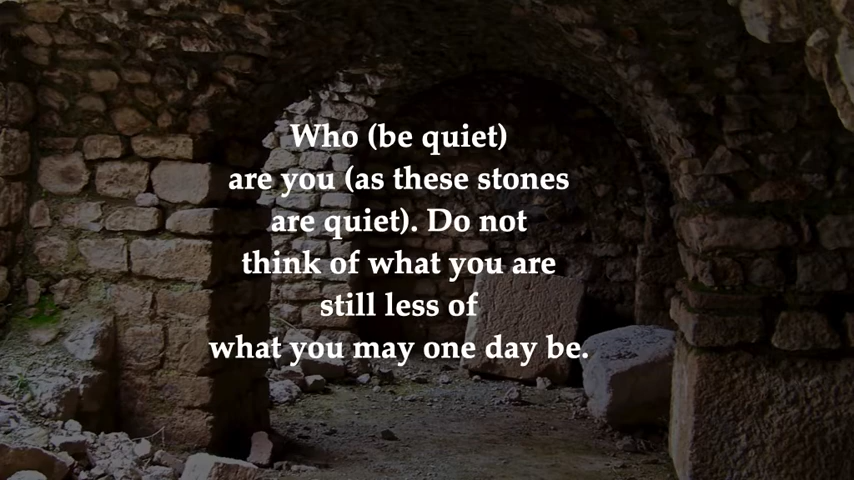 Who (be quiet)
are you (as these stones
are quiet). Do not
think of what you are
still less of
what you may one day be.